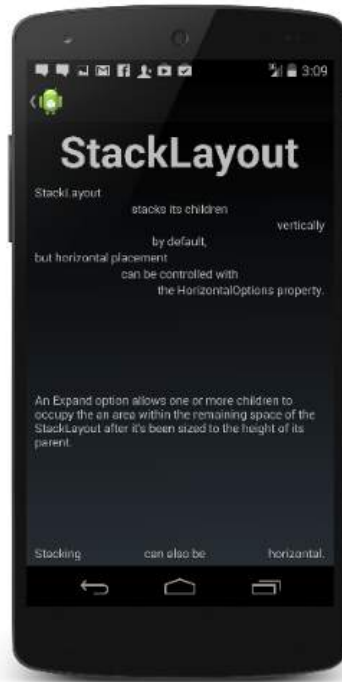 3:09
StackLayout
StackLayout
stacks its children
vertically
by default,
but horizontal placement
can be controlled with
the HorizontalOptions property.
An Expand option allows one or more children to
occupy the an area within the remaining space of the
StackLayout after it's been sized to the height of its
parent.
Stacking can also be horizontal.